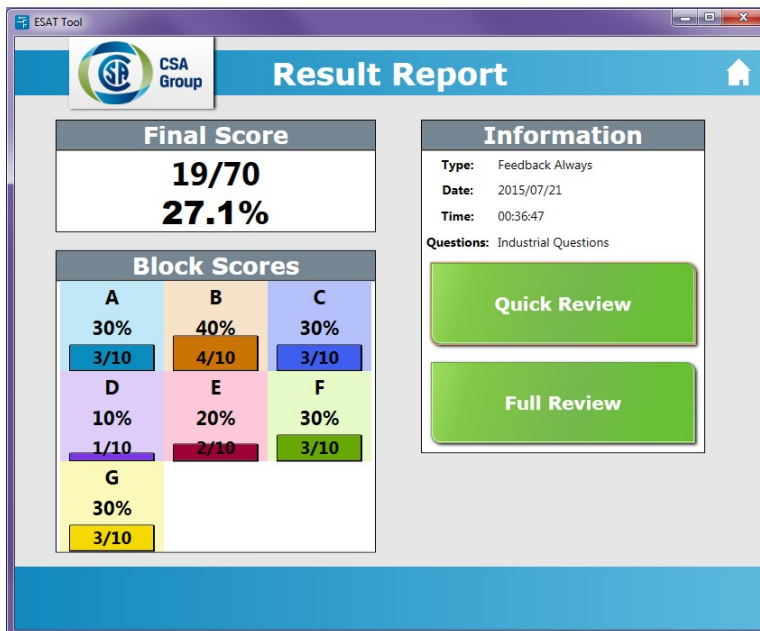 ESAT Tool
CSA
Group
Result Report
Final Score
19/70
27.1%
Block Scores
A B C
30% 40% 30%
3/10 4/10 3/10
D E F
10% 20% 30%
1/10 2/10 3/10
G
30%
3/10
Information
Type: Feedback Always
Date: 2015/07/21
Time: 00:36:47
Questions: Industrial Questions
Quick Review
Full Review